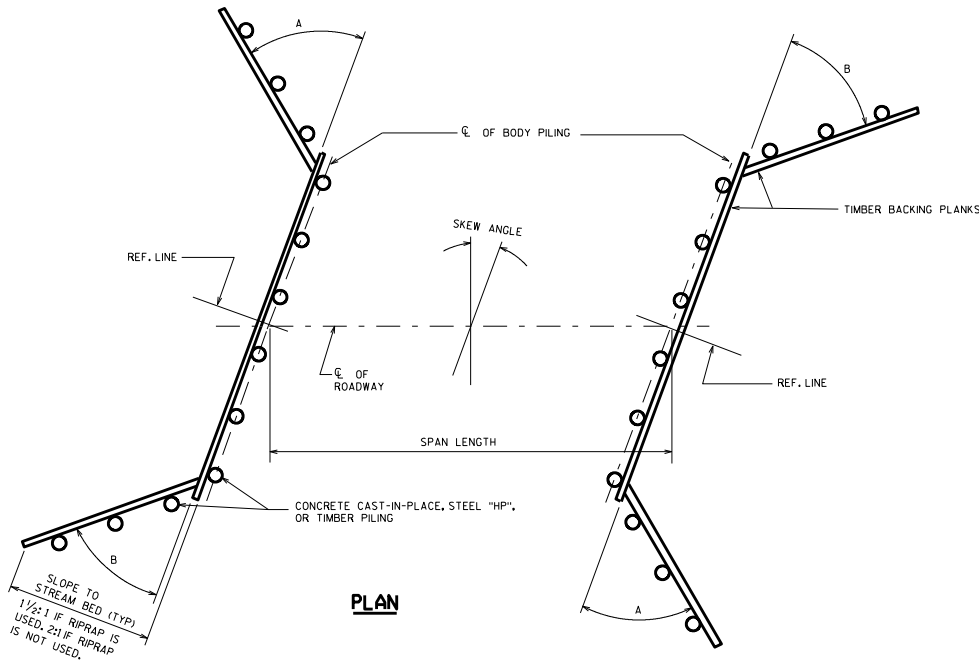 A
B
℄ OF BODY PILING
TIMBER BACKING PLANKS
SKEW ANGLE
REF. LINE
℄ OF
ROADWAY
REF. LINE
SPAN LENGTH
CONCRETE CAST-IN-PLACE, STEEL "HP",
OR TIMBER PILING
B
SLOPE TO
STREAM BED (TYP)
1½:1 IF RIPRAP IS
USED. 2:1 IF RIPRAP
IS NOT USED.
PLAN
A